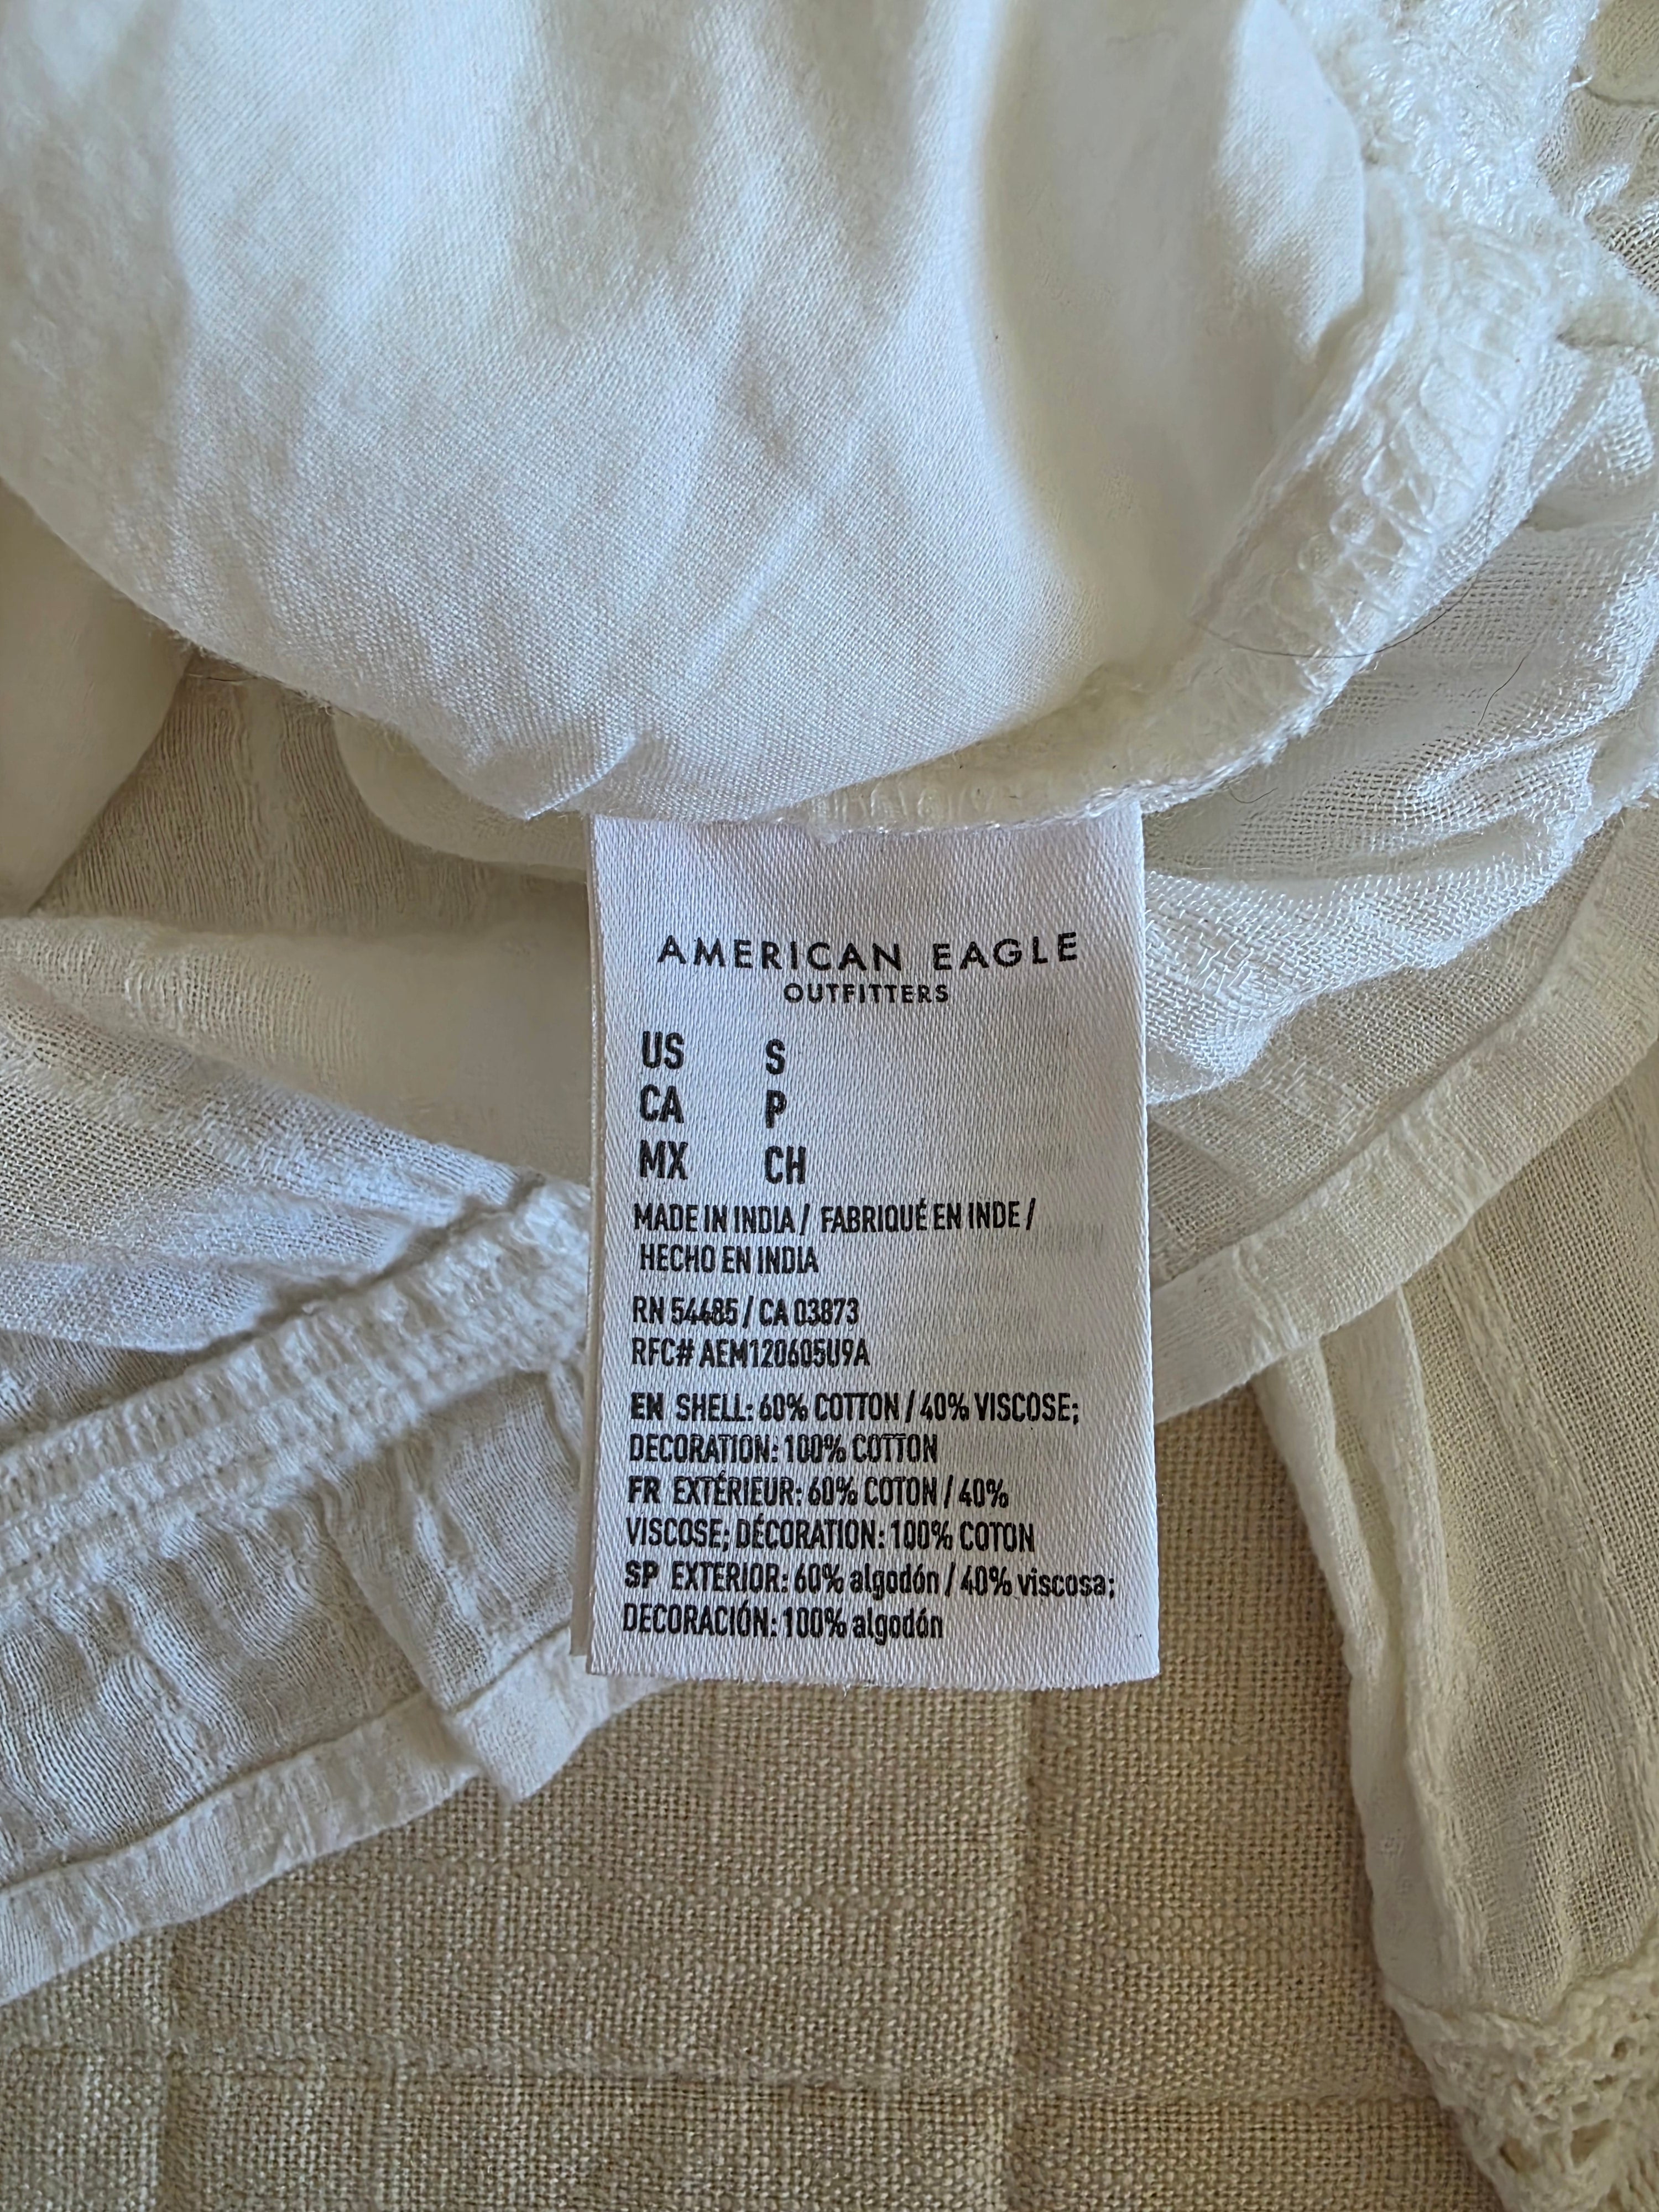 AMERICAN EAGLE
OUTFITTERS
US S
CA P
MX CH
MADE IN INDIA / FABRIQUÉ EN INDE /
HECHO EN INDIA
RN 54485 / CA 03873
RFC# AEM120605U9A
EN SHELL: 60% COTTON / 40% VISCOSE;
DECORATION: 100% COTTON
FR EXTÉRIEUR: 60% COTON / 40%
VISCOSE; DÉCORATION: 100% COTON
SP EXTERIOR: 60% algodón / 40% viscosa;
DECORACIÓN: 100% algodón